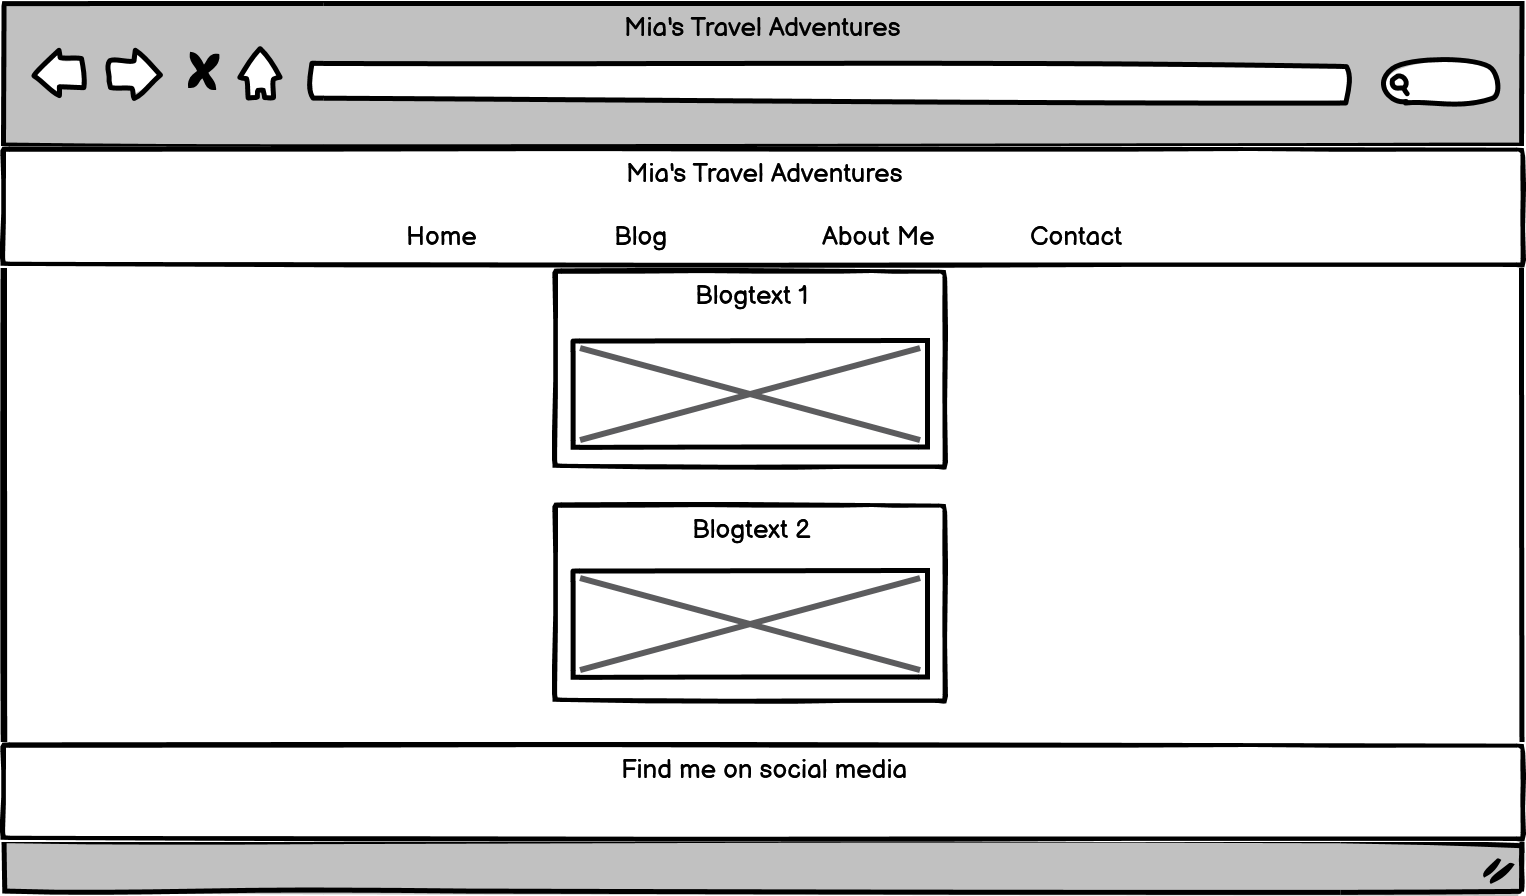 Mia's Travel Adventures
Mia's Travel Adventures
Home Blog About Me Contact
Blogtext 1
Blogtext 2
Find me on social media